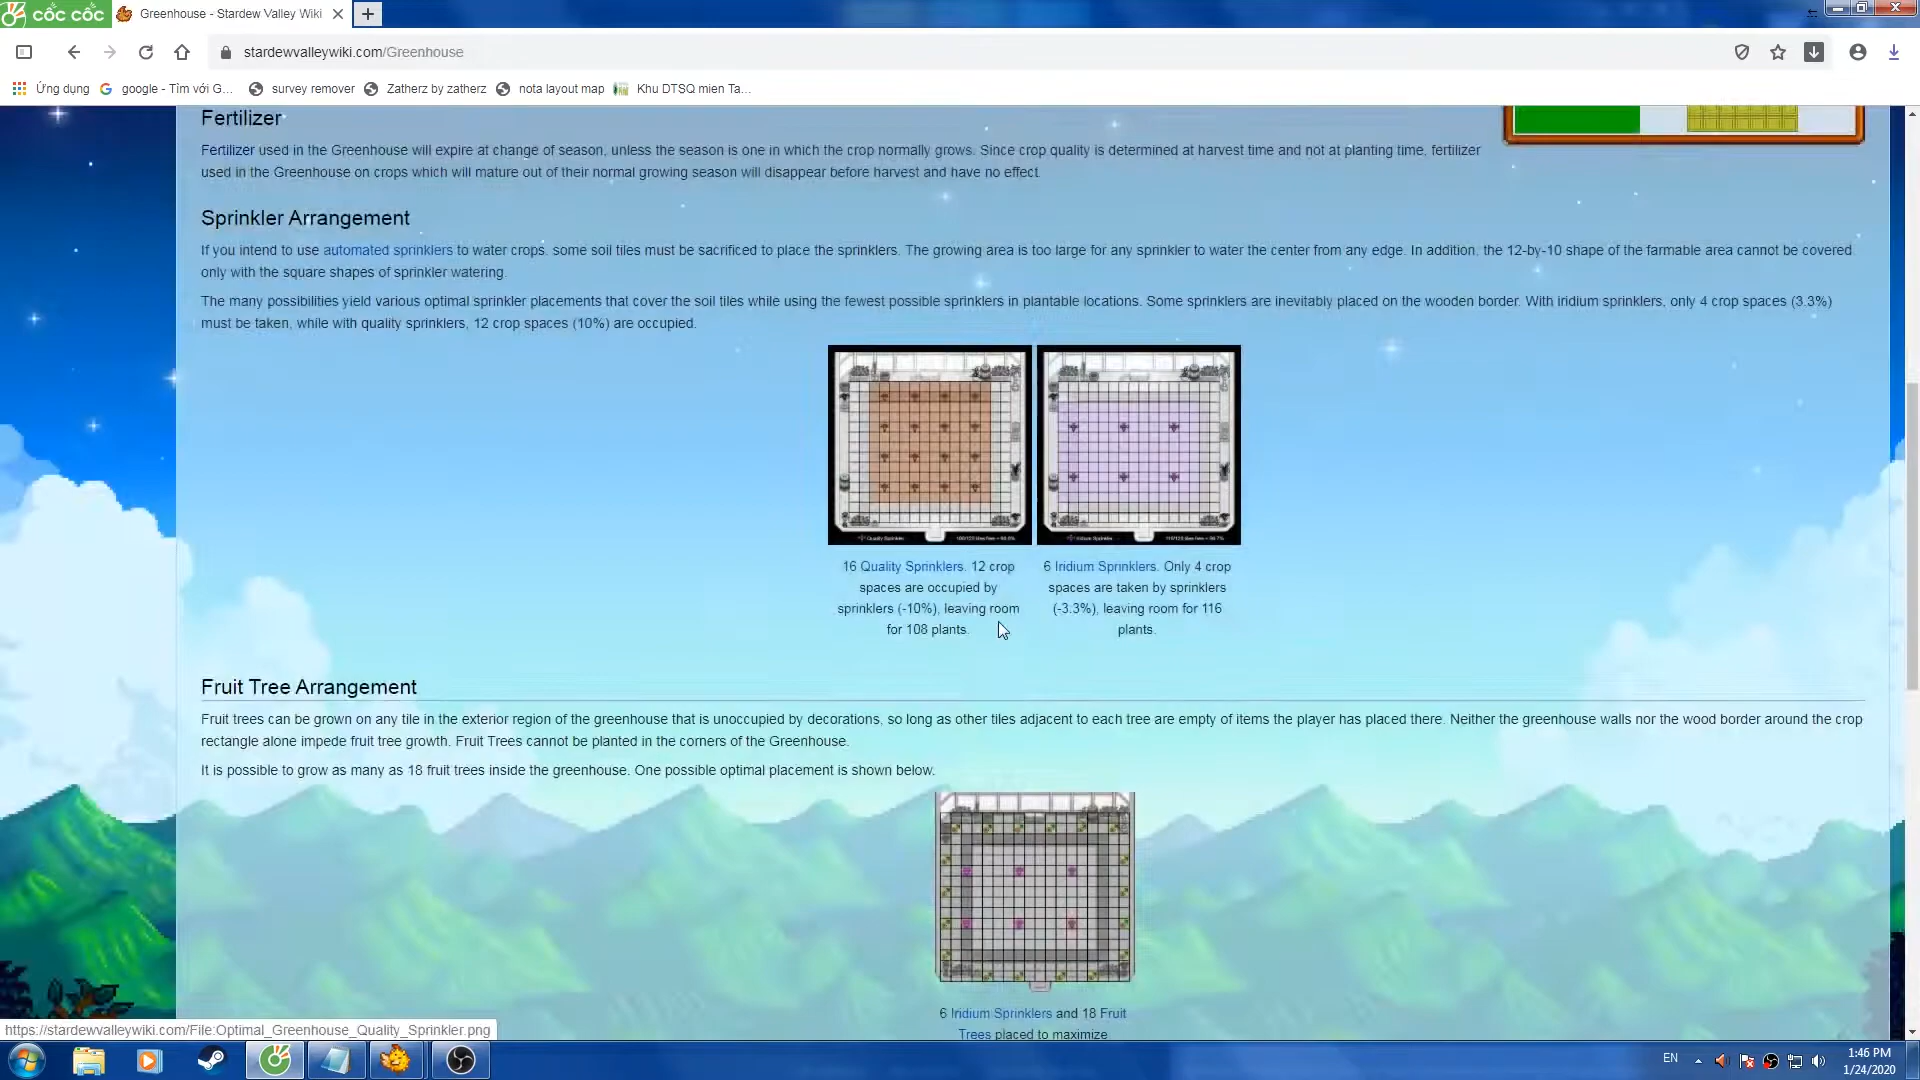 cốc cốc
Greenhouse - Stardew Valley Wiki
stardewvalleywiki.com/Greenhouse
Ứng dụng
google - Tìm với G...
survey remover
Zatherz by zatherz
nota layout map
Khu DTSQ mien Ta...
Fertilizer
Fertilizer used in the Greenhouse will expire at change of season, unless the season is one in which the crop normally grows. Since crop quality is determined at harvest time and not at planting time, fertilizer
used in the Greenhouse on crops which will mature out of their normal growing season will disappear before harvest and have no effect.
Sprinkler Arrangement
If you intend to use automated sprinklers to water crops, some soil tiles must be sacrificed to place the sprinklers. The growing area is too large for any sprinkler to water the center from any edge. In addition, the 12-by-10 shape of the farmable area cannot be covered
only with the square shapes of sprinkler watering.
The many possibilities yield various optimal sprinkler placements that cover the soil tiles while using the fewest possible sprinklers in plantable locations. Some sprinklers are inevitably placed on the wooden border. With iridium sprinklers, only 4 crop spaces (3.3%)
must be taken, while with quality sprinklers, 12 crop spaces (10%) are occupied.
16 Quality Sprinklers. 12 crop
spaces are occupied by
sprinklers (-10%), leaving room
for 108 plants.
6 Iridium Sprinklers. Only 4 crop
spaces are taken by sprinklers
(-3.3%), leaving room for 116
plants.
Fruit Tree Arrangement
Fruit trees can be grown on any tile in the exterior region of the greenhouse that is unoccupied by decorations, so long as other tiles adjacent to each tree are empty of items the player has placed there. Neither the greenhouse walls nor the wood border around the crop
rectangle alone impede fruit tree growth. Fruit Trees cannot be planted in the corners of the Greenhouse.
It is possible to grow as many as 18 fruit trees inside the greenhouse. One possible optimal placement is shown below.
6 Iridium Sprinklers and 18 Fruit
Trees placed to maximize
https://stardewvalleywiki.com/File:Optimal_Greenhouse_Quality_Sprinkler.png
EN
1:46 PM
1/24/2020